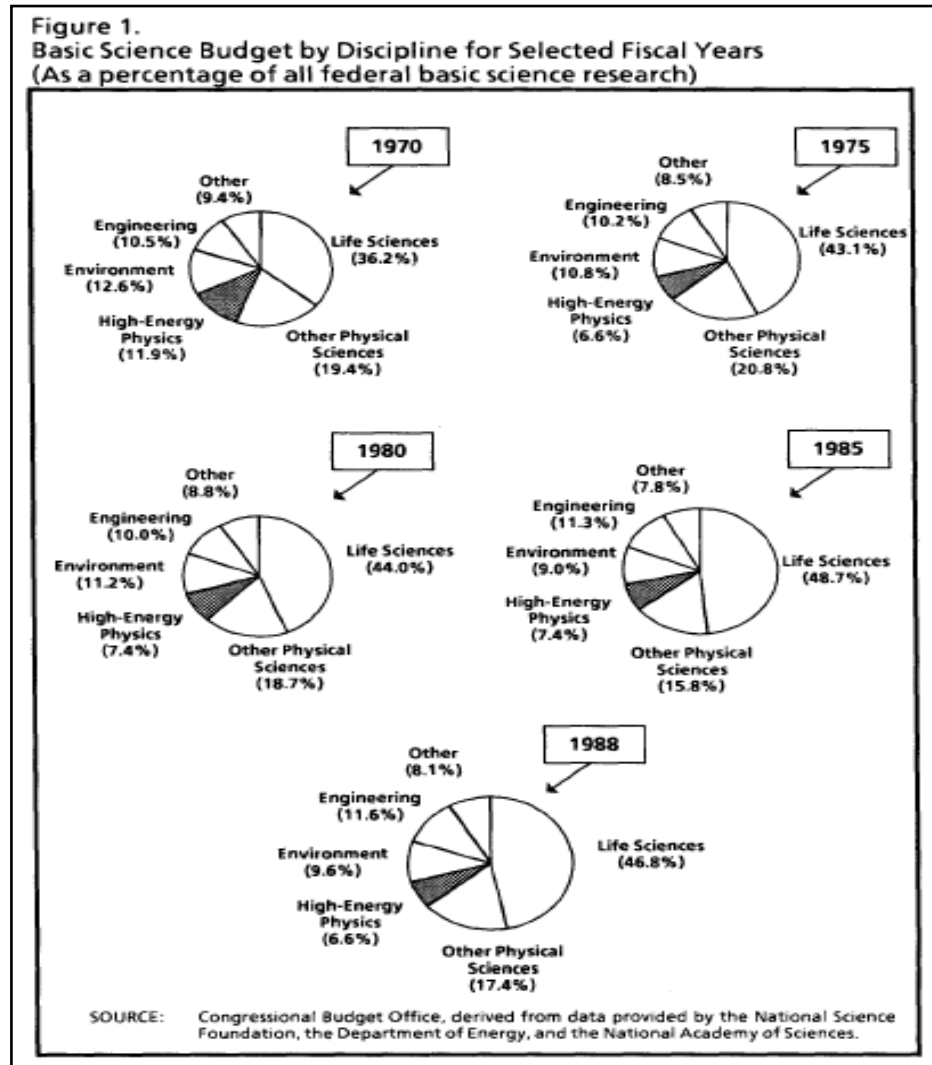 Figure 1.
Basic Science Budget by Discipline for Selected Fiscal Years
(As a percentage of all federal basic science research)
1970
Other
(9.4%)
Engineering
(10.5%)
Life Sciences
(36.2%)
Environment
(12.6%)
High-Energy
Physics
(11.9%)
Other Physical
Sciences
(19.4%)
1975
Other
(8.5%)
Engineering
(10.2%)
Life Sciences
(43.1%)
Environment
(10.8%)
High-Energy
Physics
(6.6%)
Other Physical
Sciences
(20.8%)
1980
Other
(8.8%)
Engineering
(10.0%)
Life Sciences
(44.0%)
Environment
(11.2%)
High-Energy
Physics
(7.4%)
Other Physical
Sciences
(18.7%)
1985
Other
(7.8%)
Engineering
(11.3%)
Life Sciences
(48.7%)
Environment
(9.0%)
High-Energy
Physics
(7.4%)
Other Physical
Sciences
(15.8%)
1988
Other
(8.1%)
Engineering
(11.6%)
Life Sciences
(46.8%)
Environment
(9.6%)
High-Energy
Physics
(6.6%)
Other Physical
Sciences
(17.4%)
SOURCE: Congressional Budget Office, derived from data provided by the National Science
Foundation, the Department of Energy, and the National Academy of Sciences.